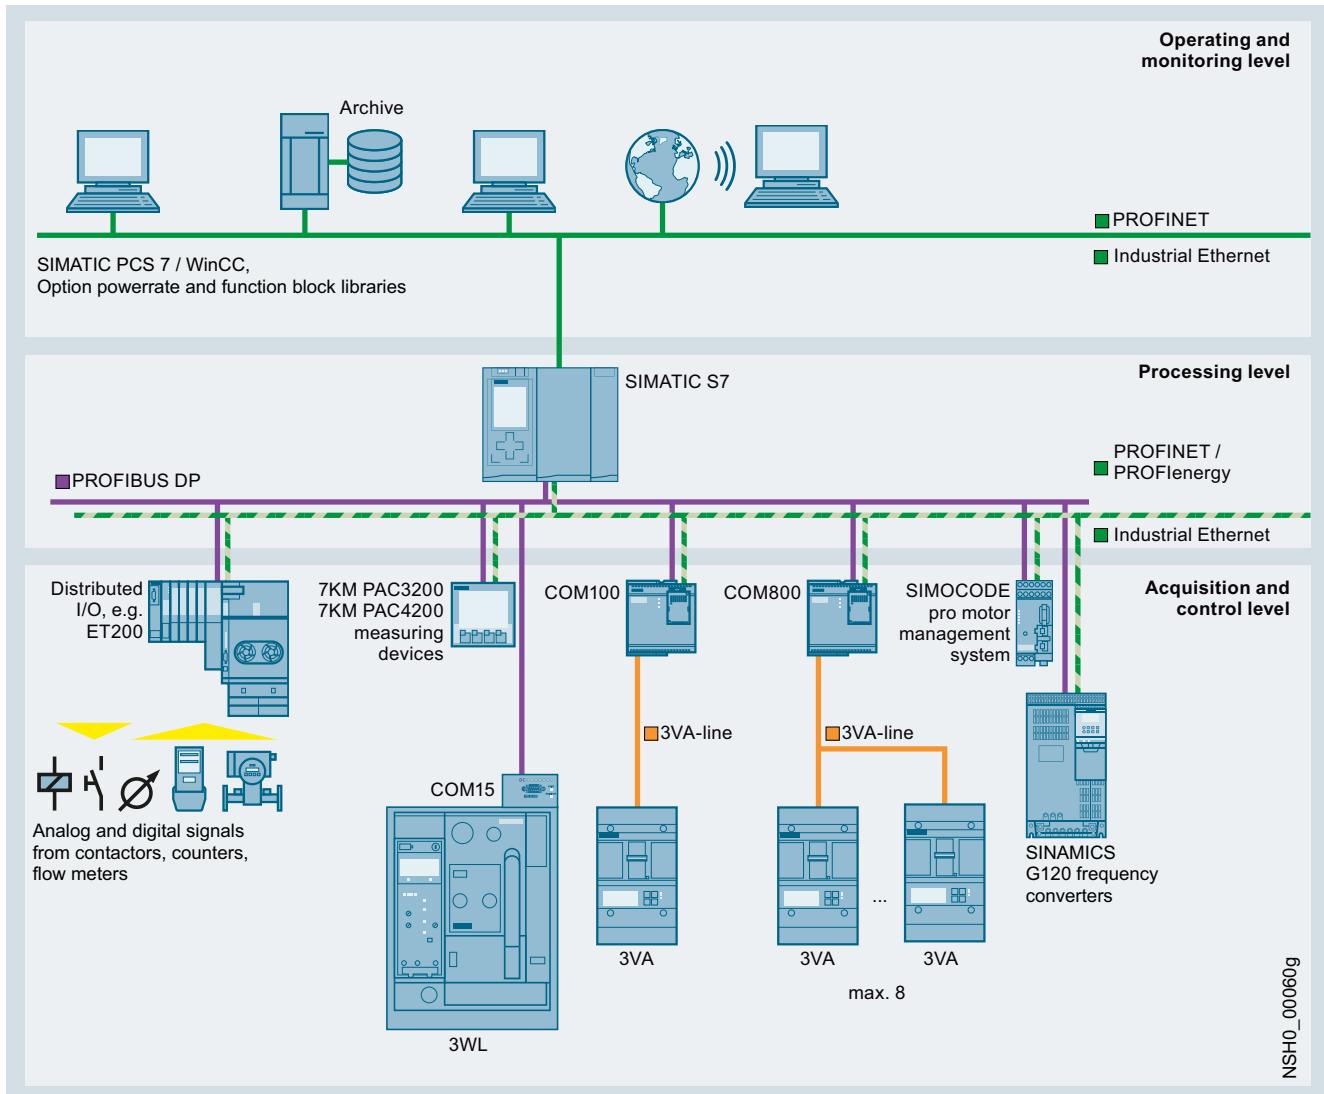 Operating and
monitoring level
Archive
PROFINET
Industrial Ethernet
SIMATIC PCS 7 / WinCC,
Option powerrate and function block libraries
Processing level
SIMATIC S7
PROFINET /
PROFIenergy
PROFIBUS DP
Industrial Ethernet
Acquisition and
control level
Distributed
I/O, e.g.
ET200
7KM PAC3200
7KM PAC4200
measuring
devices
COM100
COM800
SIMOCODE
pro motor
management
system
3VA-line
3VA-line
COM15
Analog and digital signals
from contactors, counters,
flow meters
SINAMICS
G120 frequency
converters
...
3VA
3VA
3VA
max. 8
3WL
NSH0_00060g